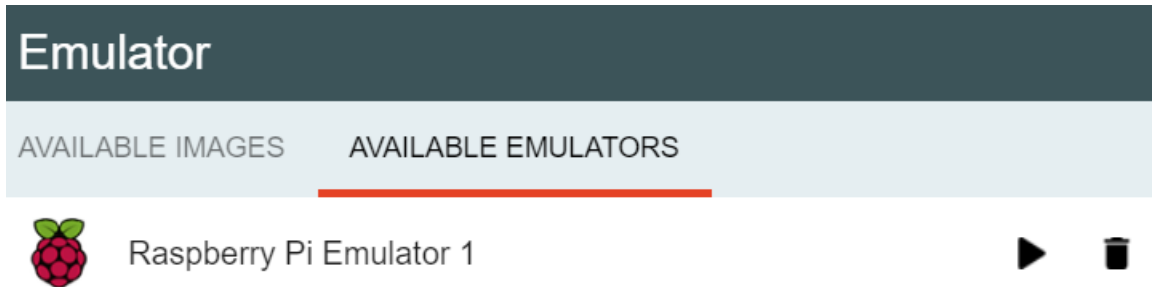 Emulator
AVAILABLE IMAGES AVAILABLE EMULATORS
Raspberry Pi Emulator 1